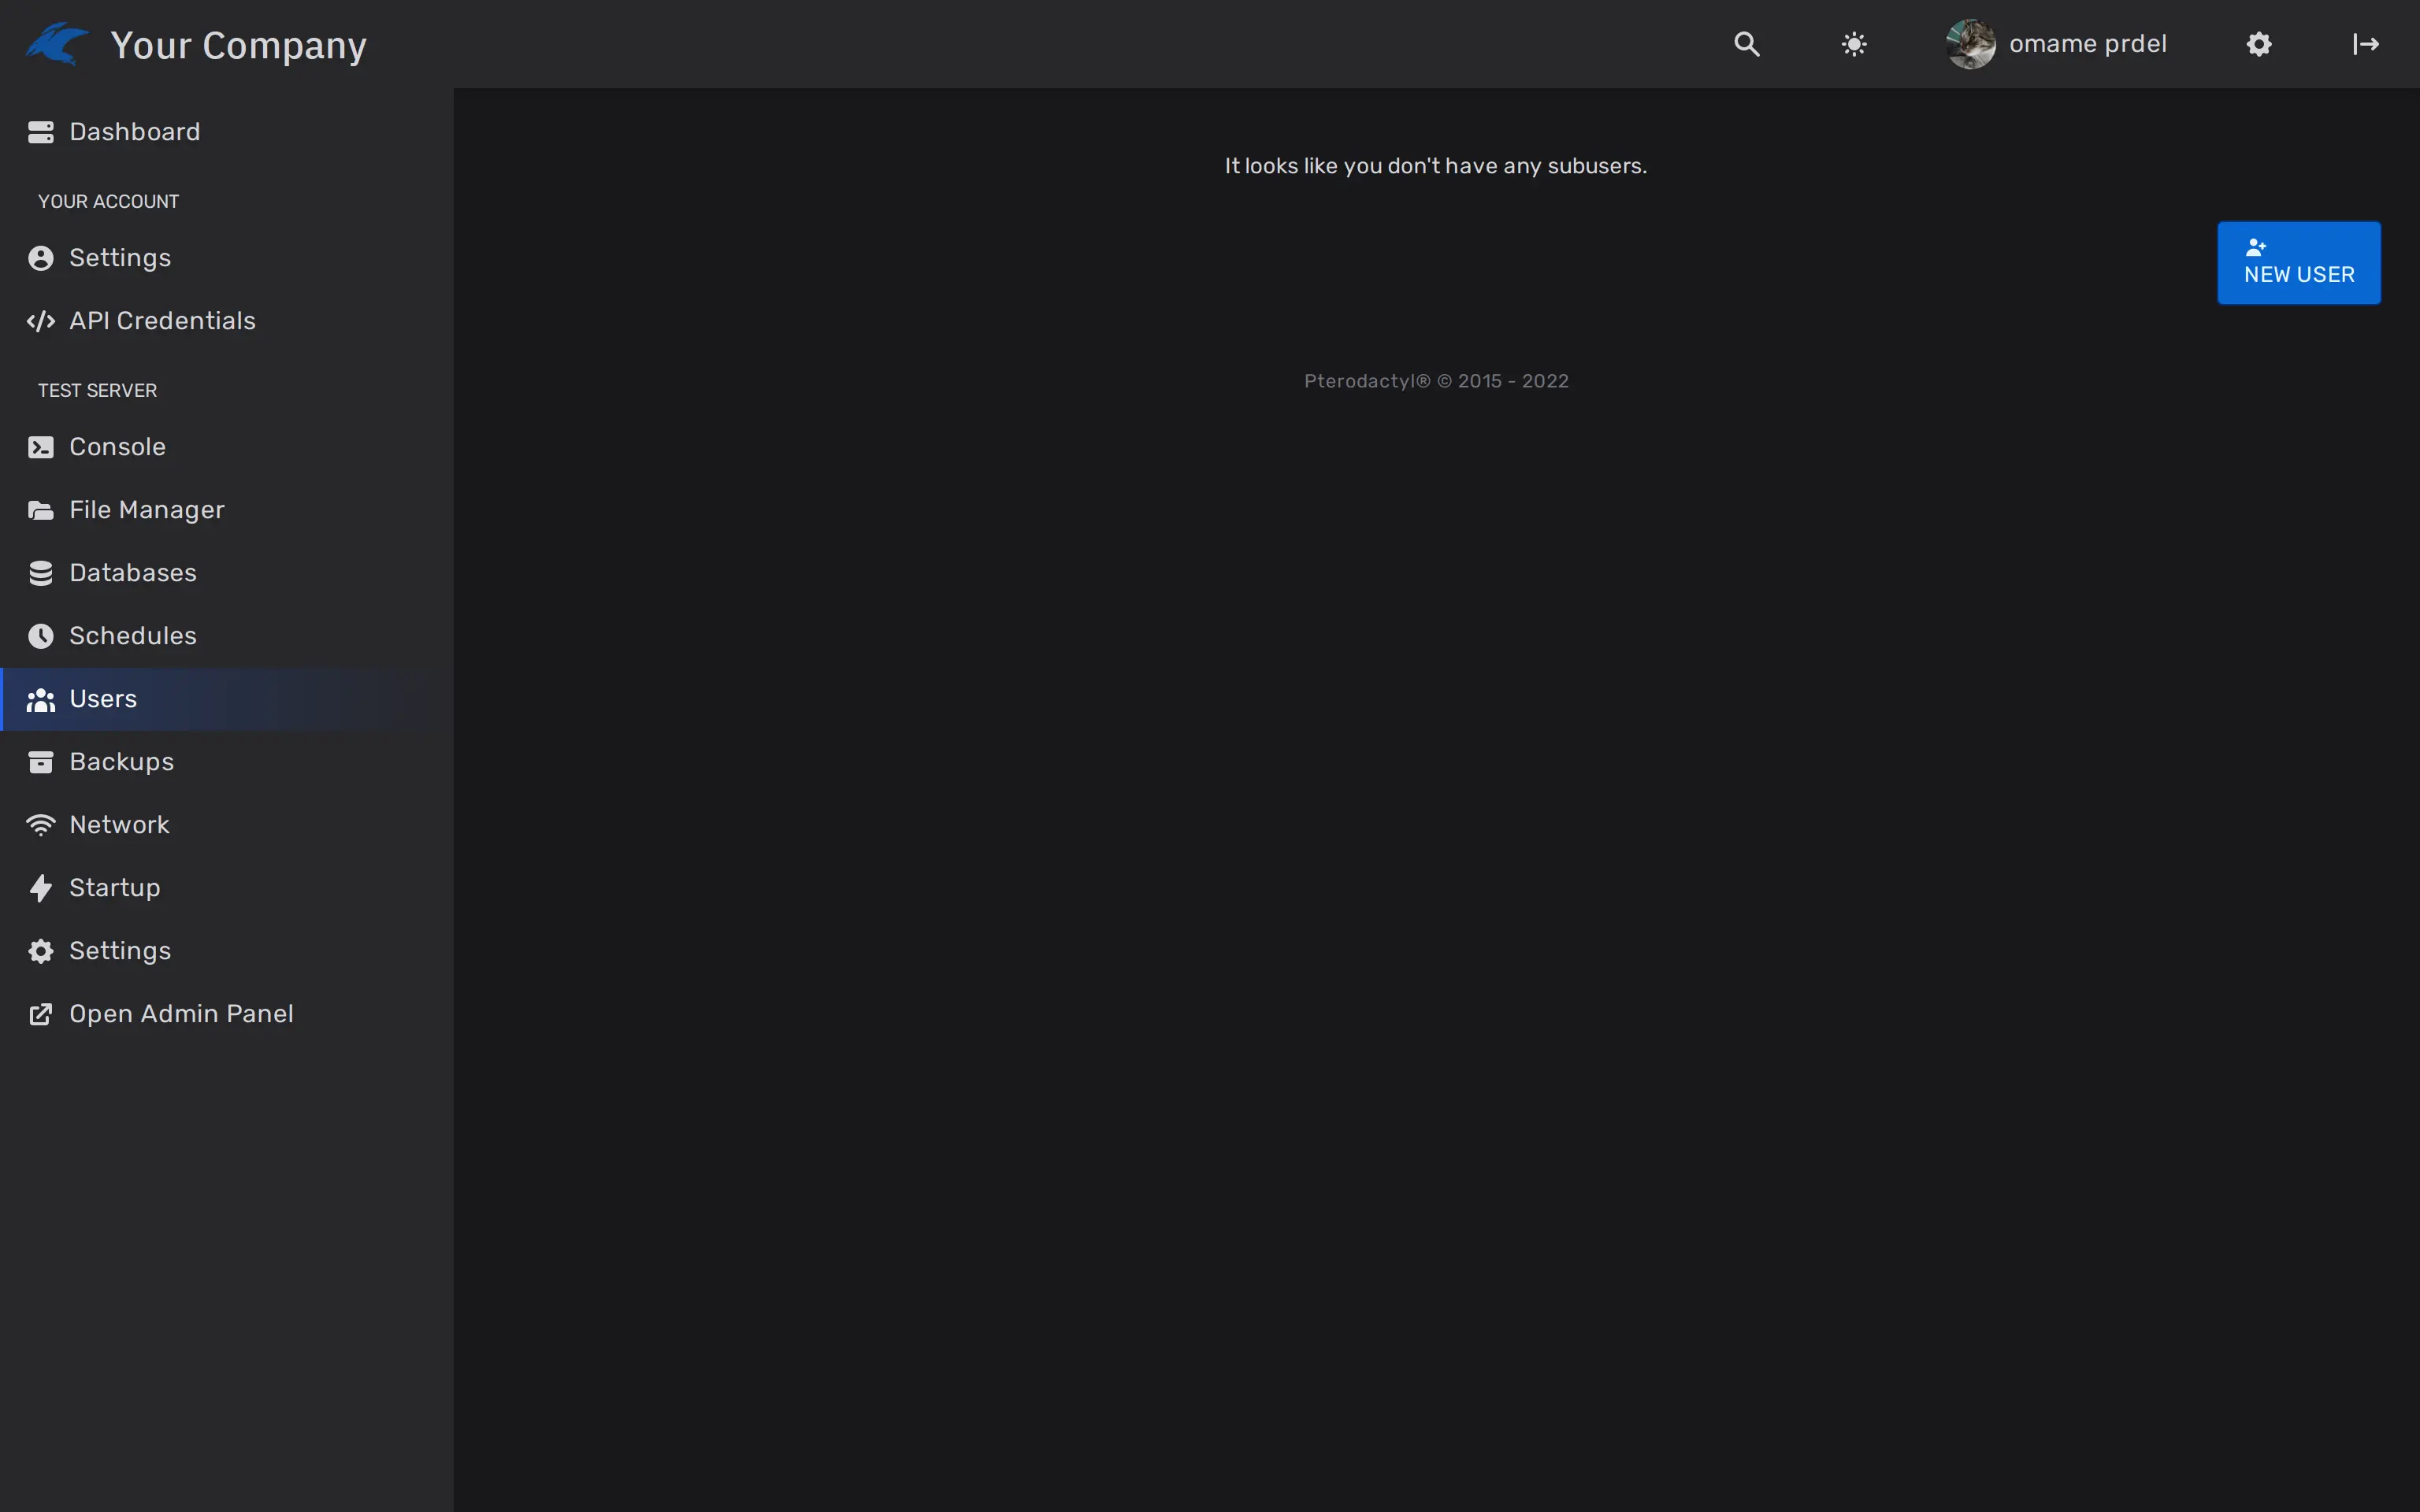 Your Company
omame prdel
Dashboard
YOUR ACCOUNT
Settings
API Credentials
TEST SERVER
Console
File Manager
Databases
Schedules
Users
Backups
Network
Startup
Settings
Open Admin Panel
It looks like you don't have any subusers.
NEW USER
Pterodactyl® © 2015 - 2022